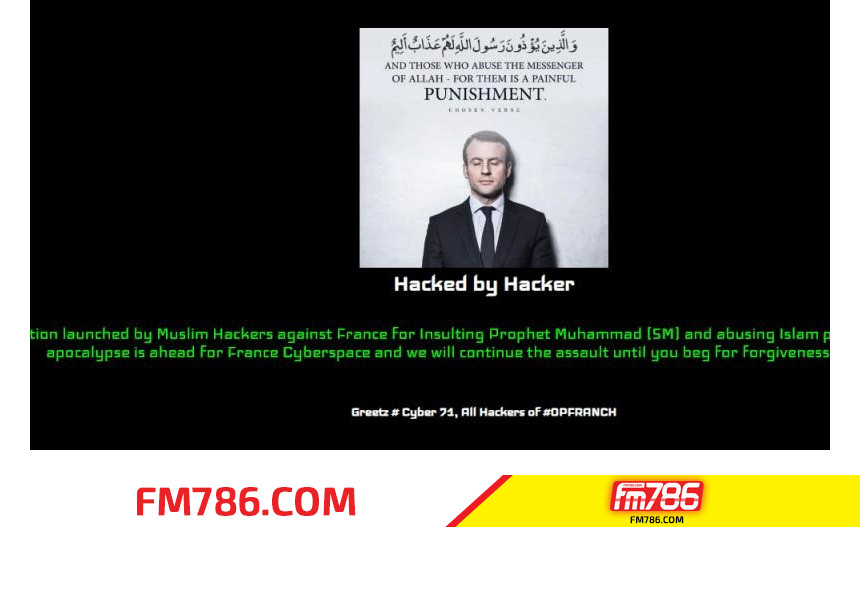 وَالَّذِينَ يُؤْذُونَ رَسُولَ اللَّهِ لَهُمْ عَذَابٌ أَلِيمٌ
AND THOSE WHO ABUSE THE MESSENGER
OF ALLAH - FOR THEM IS A PAINFUL
PUNISHMENT.
CHOSEN VERSE
Hacked by Hacker
tion launched by Muslim Hackers against France for Insulting Prophet Muhammad (SM) and abusing Islam p
apocalypse is ahead for France Cyberspace and we will continue the assault until you beg for forgiveness
Greetz # Cyber 71, All Hackers of #OPFRANCH
FM786.COM
fm786
FM786.COM